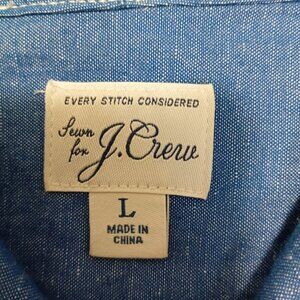 EVERY STITCH CONSIDERED
Sewn
for J.Crew
L
MADE IN
CHINA